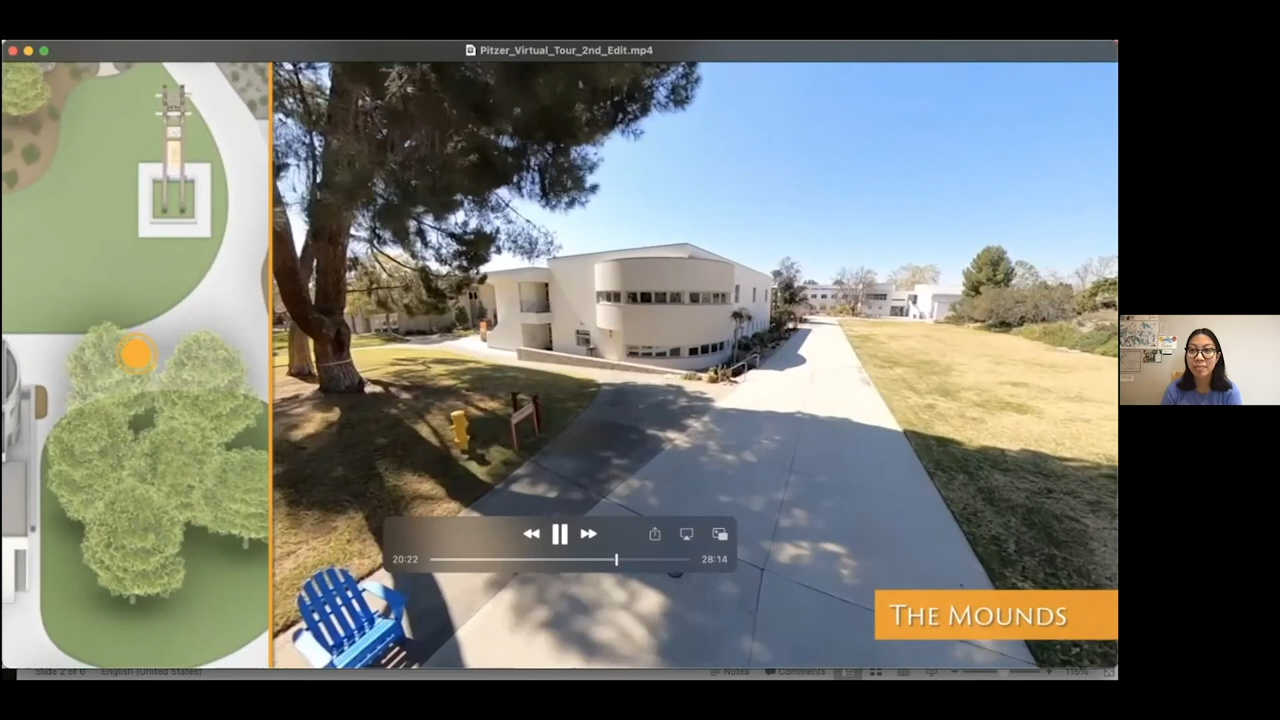 Pitzer_Virtual_Tour_2nd_Edit.mp4
20:22
28:14
THE MOUNDS
Slide 2 of 6 English (United States)
Notes Comments